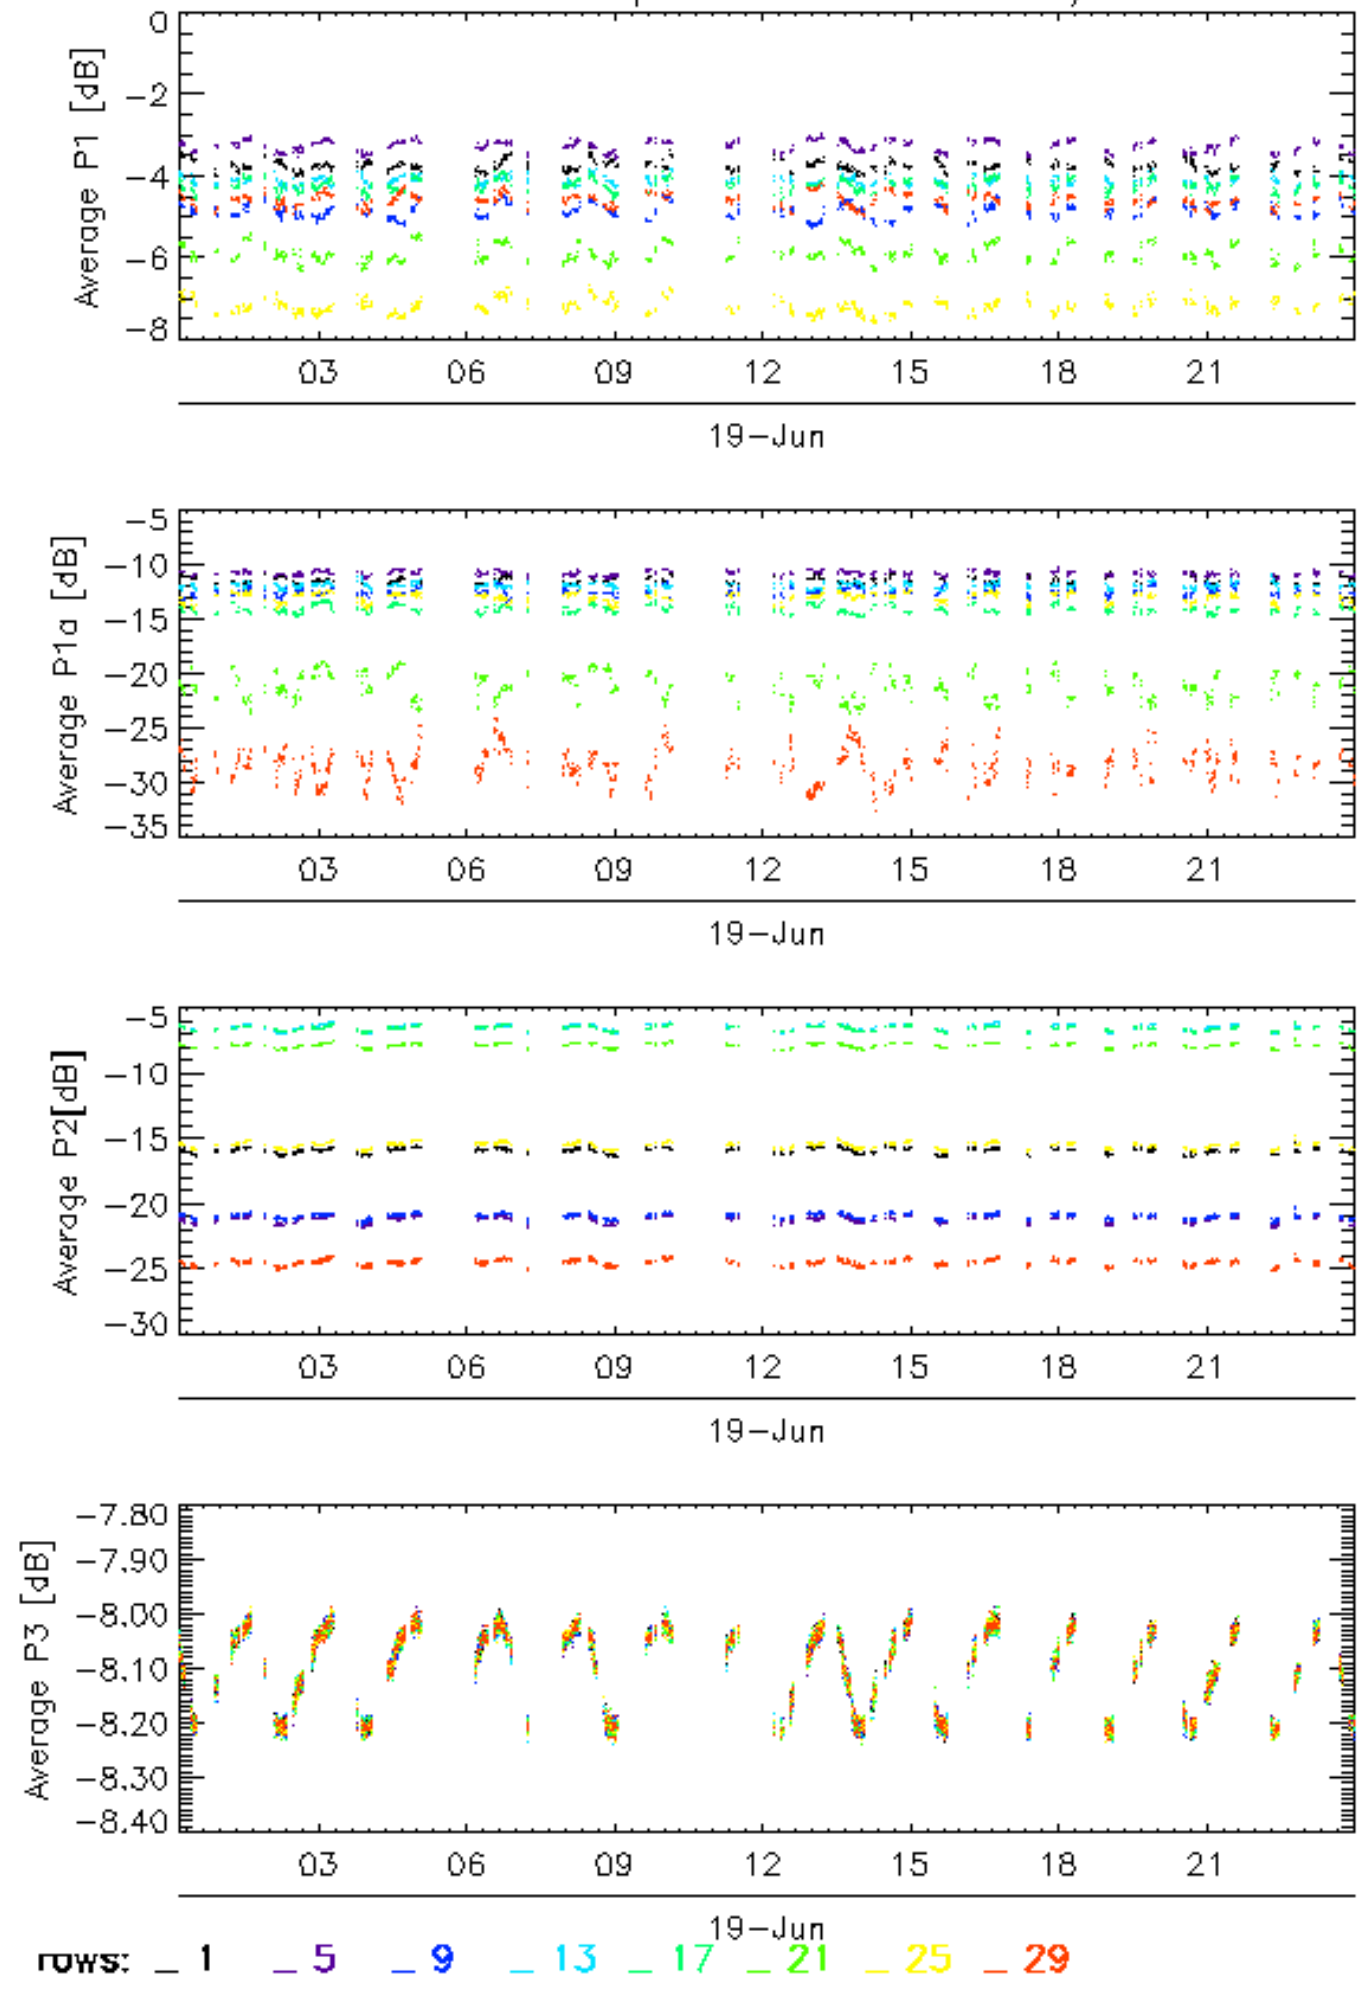 0
−2
−4
−6
−8
Average P1 [dB]
03 06 09 12 15 18 21
19−Jun
−5
−10
−15
−20
−25
−30
−35
Average P1a [dB]
03 06 09 12 15 18 21
19−Jun
−5
−10
−15
−20
−25
−30
Average P2[dB]
03 06 09 12 15 18 21
19−Jun
−7.80
−7.90
−8.00
−8.10
−8.20
−8.30
−8.40
Average P3 [dB]
03 06 09 12 15 18 21
19−Jun
rows: _ 1 _ 5 _ 9 _ 13 _ 17 _ 21 _ 25 _ 29